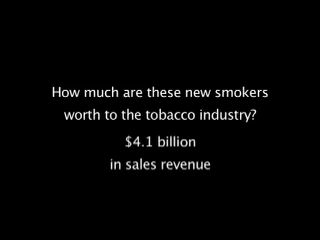 How much are these new smokers
worth to the tobacco industry?
$4.1 billion
in sales revenue